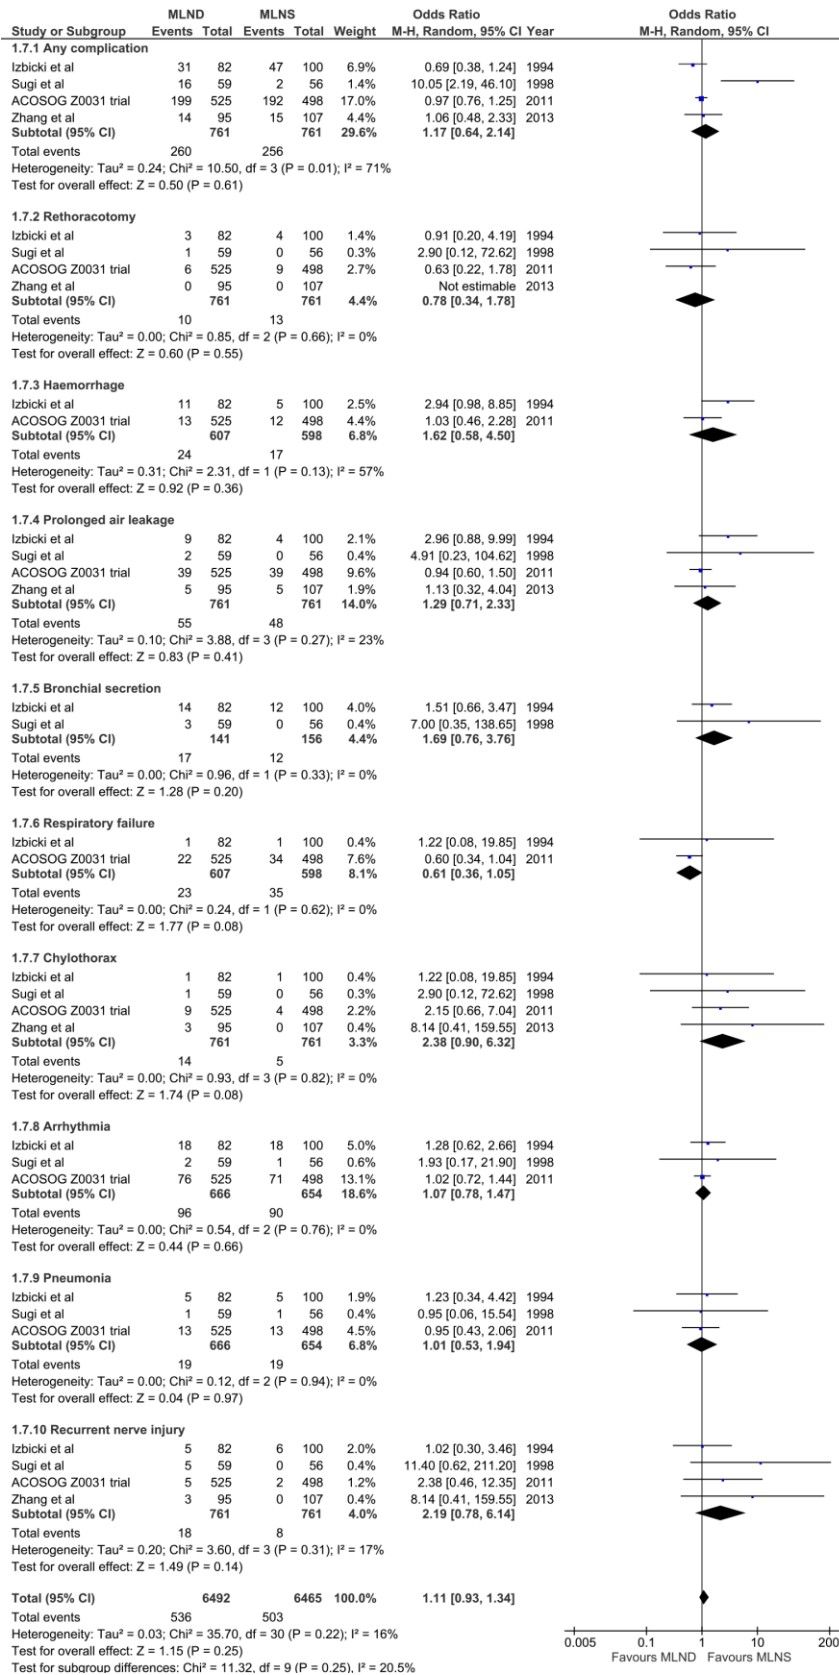 MLND MLNS Odds Ratio Odds Ratio
Study or Subgroup Events Total Events Total Weight M-H, Random, 95% CI Year M-H, Random, 95% CI
1.7.1 Any complication
Izbicki et al 31 82 47 100 6.9% 0.69 [0.38, 1.24] 1994
Sugi et al 16 59 2 56 1.4% 10.05 [2.19, 46.10] 1998
ACOSOG Z0031 trial 199 525 192 498 17.0% 0.97 [0.76, 1.25] 2011
Zhang et al 14 95 15 107 4.4% 1.06 [0.48, 2.33] 2013
Subtotal (95% CI) 761 761 29.6% 1.17 [0.64, 2.14]
Total events 260 256
Heterogeneity: Tau² = 0.24; Chi² = 10.50, df = 3 (P = 0.01); I² = 71%
Test for overall effect: Z = 0.50 (P = 0.61)
1.7.2 Rethoracotomy
Izbicki et al 3 82 4 100 1.4% 0.91 [0.20, 4.19] 1994
Sugi et al 1 59 0 56 0.3% 2.90 [0.12, 72.62] 1998
ACOSOG Z0031 trial 6 525 9 498 2.7% 0.63 [0.22, 1.78] 2011
Zhang et al 0 95 0 107 Not estimable 2013
Subtotal (95% CI) 761 761 4.4% 0.78 [0.34, 1.78]
Total events 10 13
Heterogeneity: Tau² = 0.00; Chi² = 0.85, df = 2 (P = 0.66); I² = 0%
Test for overall effect: Z = 0.60 (P = 0.55)
1.7.3 Haemorrhage
Izbicki et al 11 82 5 100 2.5% 2.94 [0.98, 8.85] 1994
ACOSOG Z0031 trial 13 525 12 498 4.4% 1.03 [0.46, 2.28] 2011
Subtotal (95% CI) 607 598 6.8% 1.62 [0.58, 4.50]
Total events 24 17
Heterogeneity: Tau² = 0.31; Chi² = 2.31, df = 1 (P = 0.13); I² = 57%
Test for overall effect: Z = 0.92 (P = 0.36)
1.7.4 Prolonged air leakage
Izbicki et al 9 82 4 100 2.1% 2.96 [0.88, 9.99] 1994
Sugi et al 2 59 0 56 0.4% 4.91 [0.23, 104.62] 1998
ACOSOG Z0031 trial 39 525 39 498 9.6% 0.94 [0.60, 1.50] 2011
Zhang et al 5 95 5 107 1.9% 1.13 [0.32, 4.04] 2013
Subtotal (95% CI) 761 761 14.0% 1.29 [0.71, 2.33]
Total events 55 48
Heterogeneity: Tau² = 0.10; Chi² = 3.88, df = 3 (P = 0.27); I² = 23%
Test for overall effect: Z = 0.83 (P = 0.41)
1.7.5 Bronchial secretion
Izbicki et al 14 82 12 100 4.0% 1.51 [0.66, 3.47] 1994
Sugi et al 3 59 0 56 0.4% 7.00 [0.35, 138.65] 1998
Subtotal (95% CI) 141 156 4.4% 1.69 [0.76, 3.76]
Total events 17 12
Heterogeneity: Tau² = 0.00; Chi² = 0.96, df = 1 (P = 0.33); I² = 0%
Test for overall effect: Z = 1.28 (P = 0.20)
1.7.6 Respiratory failure
Izbicki et al 1 82 1 100 0.4% 1.22 [0.08, 19.85] 1994
ACOSOG Z0031 trial 22 525 34 498 7.6% 0.60 [0.34, 1.04] 2011
Subtotal (95% CI) 607 598 8.1% 0.61 [0.36, 1.05]
Total events 23 35
Heterogeneity: Tau² = 0.00; Chi² = 0.24, df = 1 (P = 0.62); I² = 0%
Test for overall effect: Z = 1.77 (P = 0.08)
1.7.7 Chylothorax
Izbicki et al 1 82 1 100 0.4% 1.22 [0.08, 19.85] 1994
Sugi et al 1 59 0 56 0.3% 2.90 [0.12, 72.62] 1998
ACOSOG Z0031 trial 9 525 4 498 2.2% 2.15 [0.66, 7.04] 2011
Zhang et al 3 95 0 107 0.4% 8.14 [0.41, 159.55] 2013
Subtotal (95% CI) 761 761 3.3% 2.38 [0.90, 6.32]
Total events 14 5
Heterogeneity: Tau² = 0.00; Chi² = 0.93, df = 3 (P = 0.82); I² = 0%
Test for overall effect: Z = 1.74 (P = 0.08)
1.7.8 Arrhythmia
Izbicki et al 18 82 18 100 5.0% 1.28 [0.62, 2.66] 1994
Sugi et al 2 59 1 56 0.6% 1.93 [0.17, 21.90] 1998
ACOSOG Z0031 trial 76 525 71 498 13.1% 1.02 [0.72, 1.44] 2011
Subtotal (95% CI) 666 654 18.6% 1.07 [0.78, 1.47]
Total events 96 90
Heterogeneity: Tau² = 0.00; Chi² = 0.54, df = 2 (P = 0.76); I² = 0%
Test for overall effect: Z = 0.44 (P = 0.66)
1.7.9 Pneumonia
Izbicki et al 5 82 5 100 1.9% 1.23 [0.34, 4.42] 1994
Sugi et al 1 59 1 56 0.4% 0.95 [0.06, 15.54] 1998
ACOSOG Z0031 trial 13 525 13 498 4.5% 0.95 [0.43, 2.06] 2011
Subtotal (95% CI) 666 654 6.8% 1.01 [0.53, 1.94]
Total events 19 19
Heterogeneity: Tau² = 0.00; Chi² = 0.12, df = 2 (P = 0.94); I² = 0%
Test for overall effect: Z = 0.04 (P = 0.97)
1.7.10 Recurrent nerve injury
Izbicki et al 5 82 6 100 2.0% 1.02 [0.30, 3.46] 1994
Sugi et al 5 59 0 56 0.4% 11.40 [0.62, 211.20] 1998
ACOSOG Z0031 trial 5 525 2 498 1.2% 2.38 [0.46, 12.35] 2011
Zhang et al 3 95 0 107 0.4% 8.14 [0.41, 159.55] 2013
Subtotal (95% CI) 761 761 4.0% 2.19 [0.78, 6.14]
Total events 18 8
Heterogeneity: Tau² = 0.20; Chi² = 3.60, df = 3 (P = 0.31); I² = 17%
Test for overall effect: Z = 1.49 (P = 0.14)
Total (95% CI) 6492 6465 100.0% 1.11 [0.93, 1.34]
Total events 536 503
Heterogeneity: Tau² = 0.03; Chi² = 35.70, df = 30 (P = 0.22); I² = 16%
Test for overall effect: Z = 1.15 (P = 0.25)
Test for subgroup differences: Chi² = 11.32, df = 9 (P = 0.25), I² = 20.5%
0.005 0.1 1 10 200
Favours MLND Favours MLNS